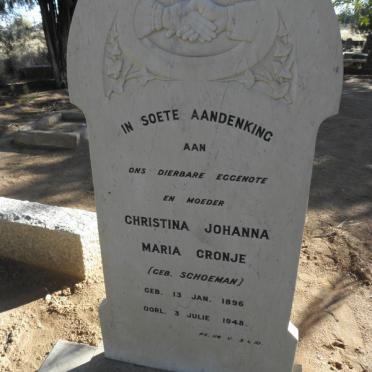 IN SOETE AANDENKING
AAN
ONS DIERBARE EGGENOTE
EN MOEDER
CHRISTINA JOHANNA
MARIA CRONJE
(GEB. SCHOEMAN)
GEB. 13 JAN. 1896
OORL. 3 JULIE 1948.